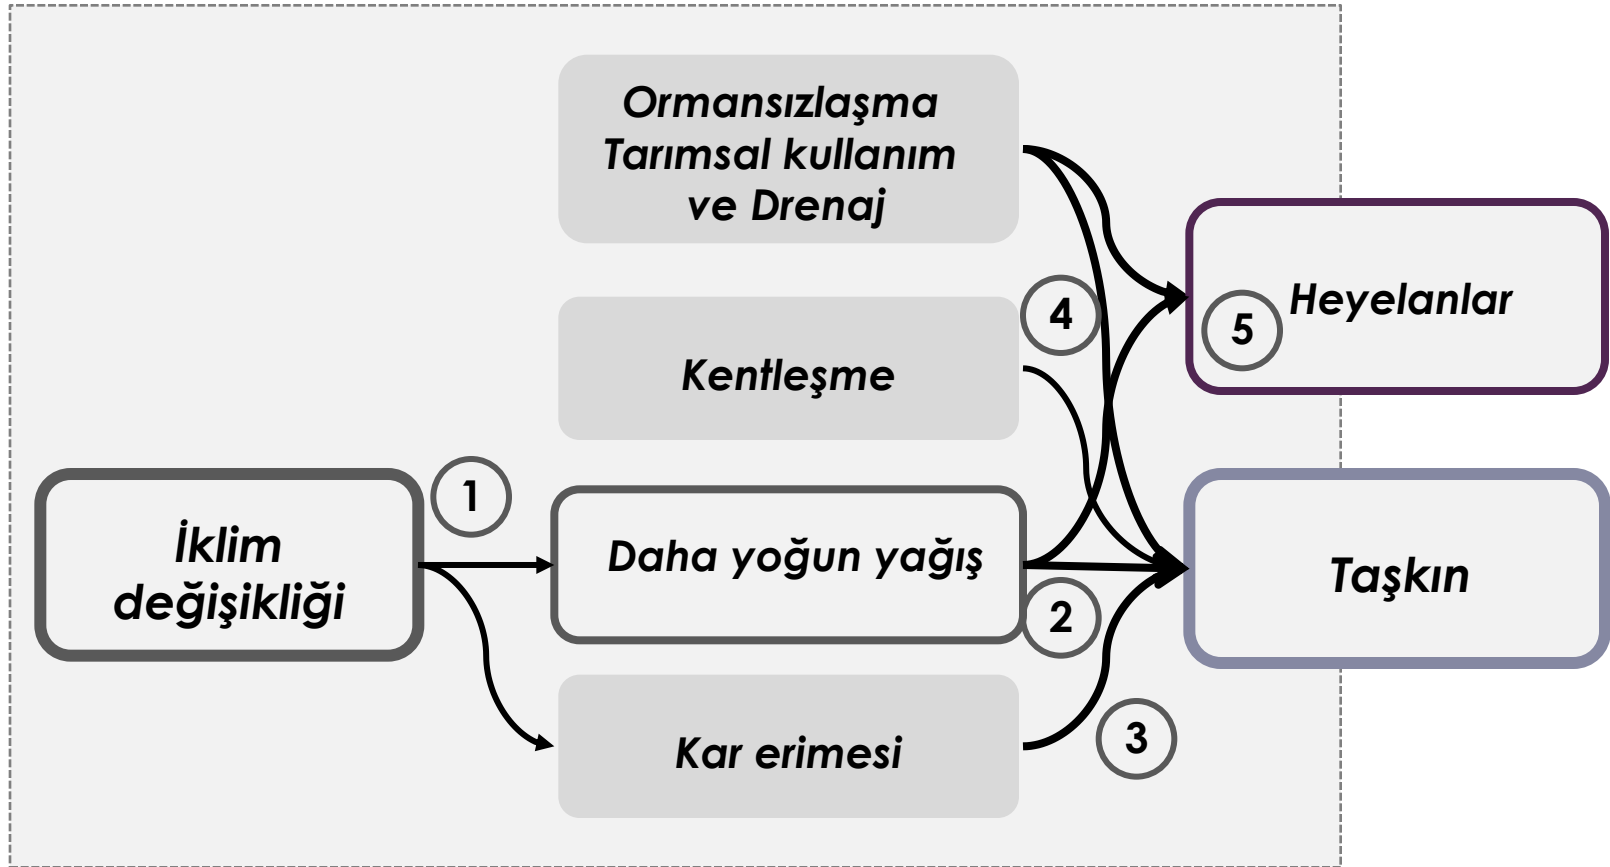 Ormansızlaşma
Tarımsal kullanım
ve Drenaj
4
5
Heyelanlar
Kentleşme
1
İklim
değişikliği
Daha yoğun yağış
2
Taşkın
Kar erimesi
3